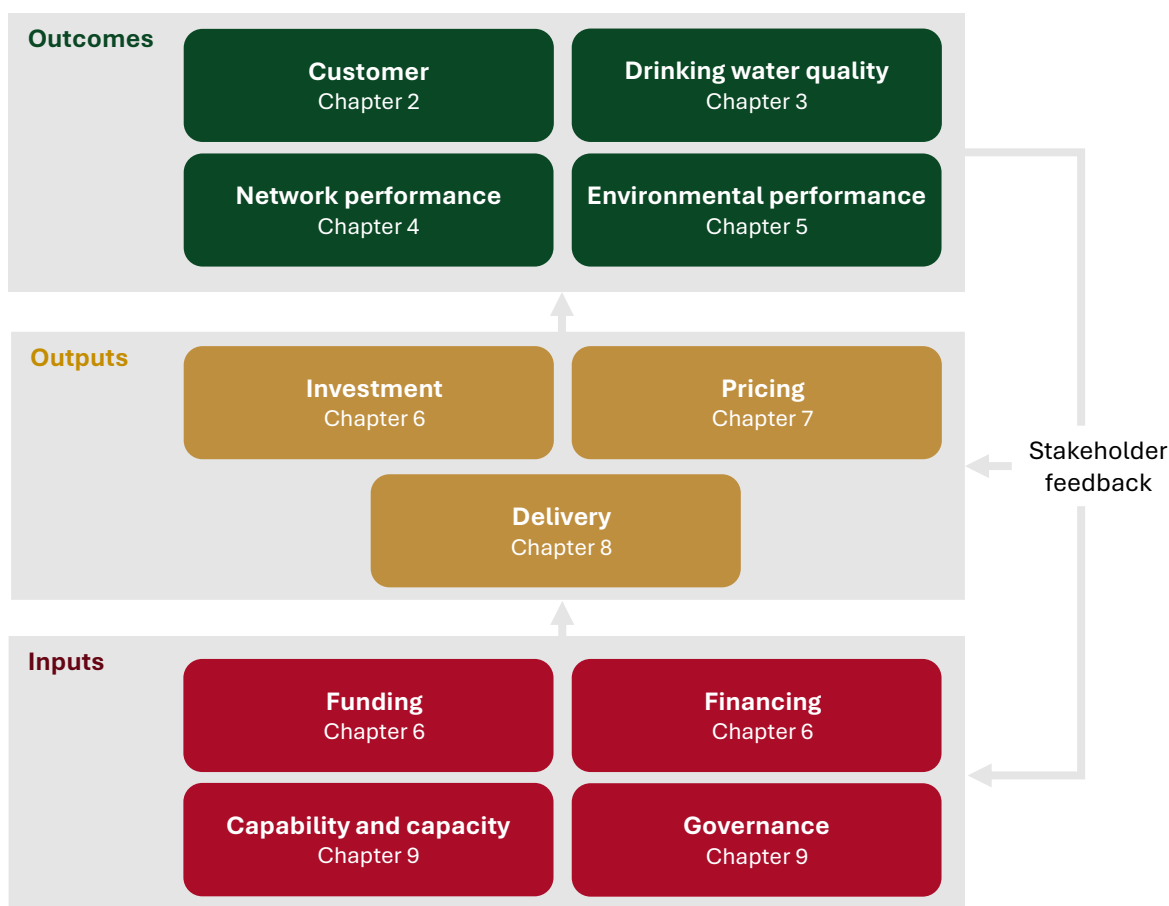 Outcomes
Customer
Chapter 2
Drinking water quality
Chapter 3
Network performance
Chapter 4
Environmental performance
Chapter 5
Outputs
Investment
Chapter 6
Pricing
Chapter 7
Delivery
Chapter 8
Stakeholder
feedback
Inputs
Funding
Chapter 6
Financing
Chapter 6
Capability and capacity
Chapter 9
Governance
Chapter 9